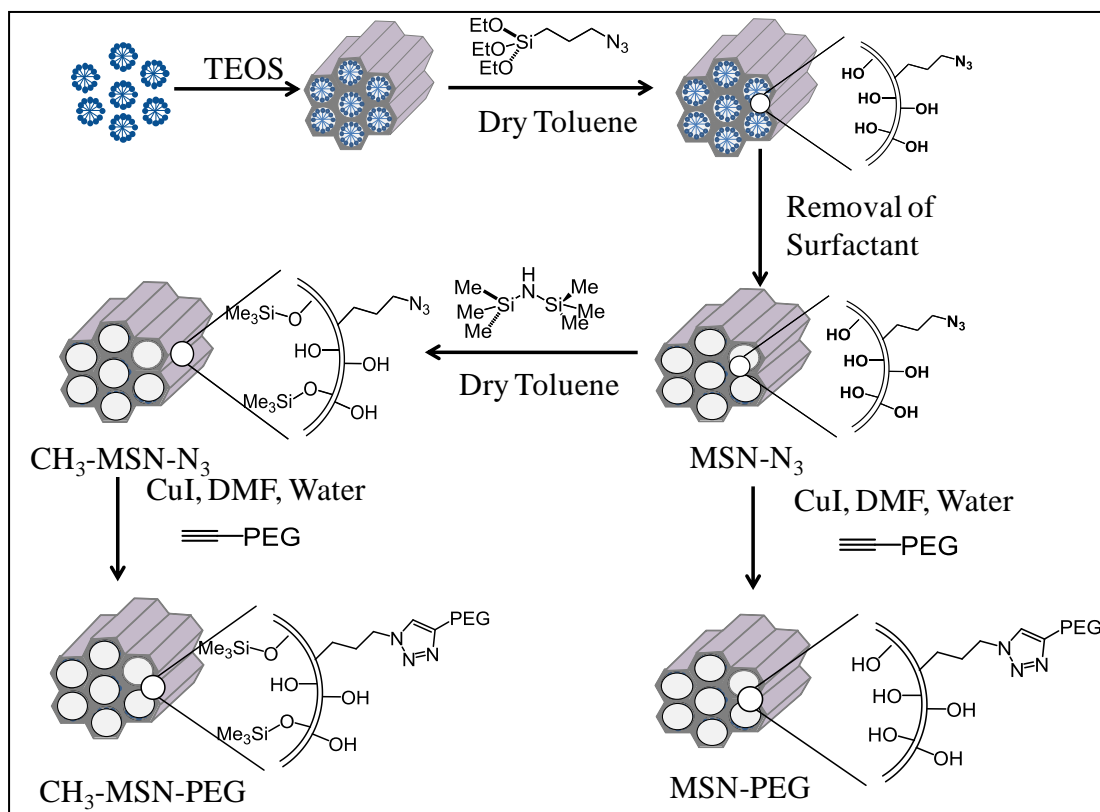 TEOS
EtO
EtO
EtO
Si
N3
Dry Toluene
HO
N3
HO
OH
HO
OH
Removal of
Surfactant
H
N
Me
Me
Me
Si
Si
Me
Me
Me
Dry Toluene
Me3Si
O
N3
HO
OH
Me3Si
O
OH
CH3-MSN-N3
HO
N3
HO
OH
HO
OH
MSN-N3
CuI, DMF, Water
PEG
CuI, DMF, Water
PEG
Me3Si
O
N
N
N
PEG
HO
OH
Me3Si
O
OH
CH3-MSN-PEG
HO
N
N
N
PEG
HO
OH
HO
OH
MSN-PEG